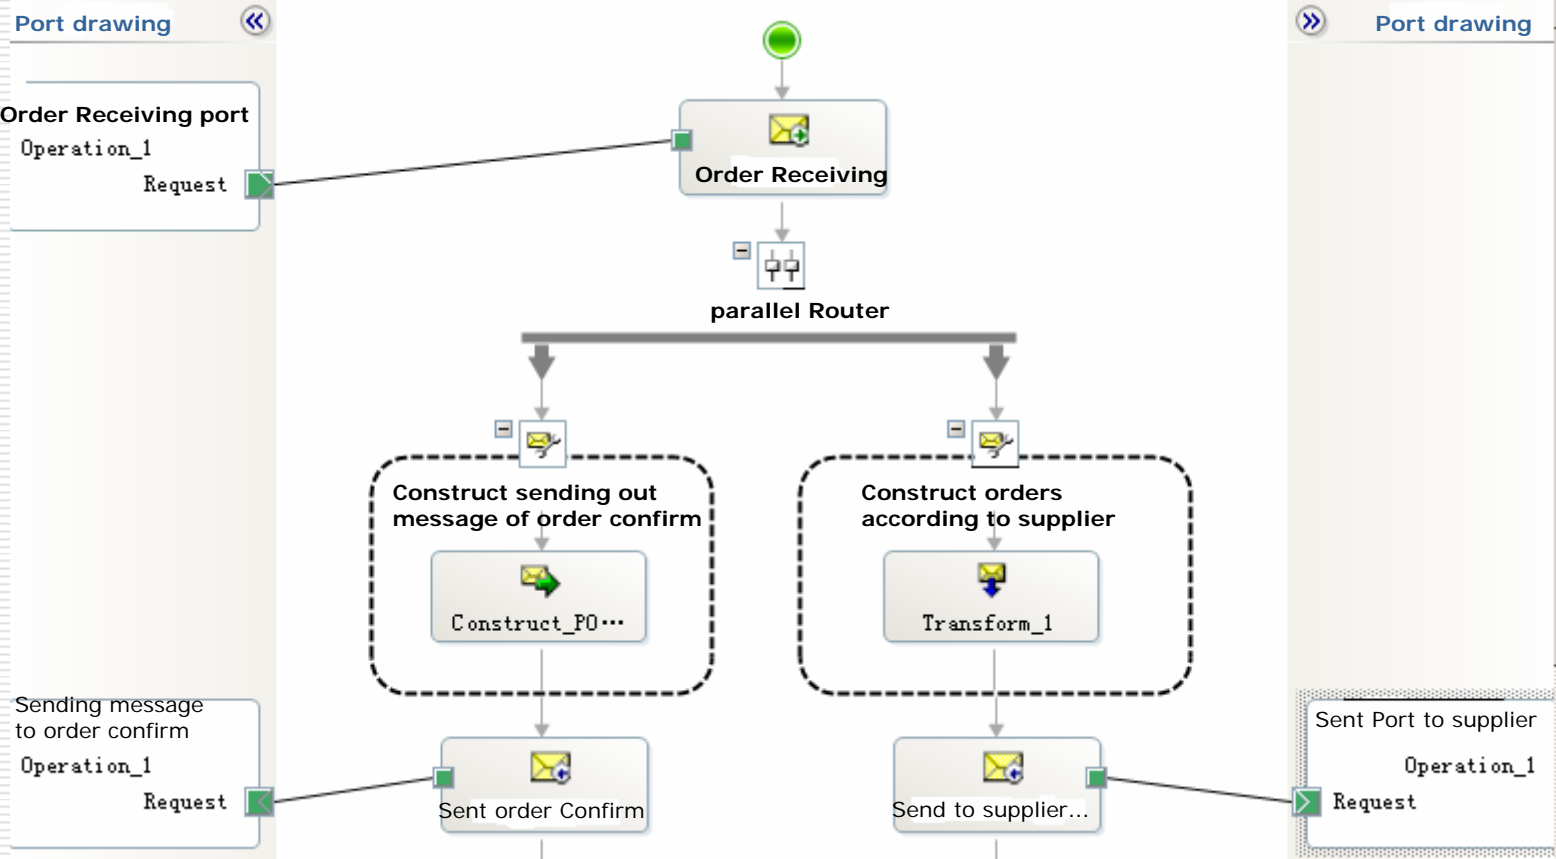 Port drawing
Port drawing
Order Receiving port
Operation_1
Request
Order Receiving
parallel Router
Construct sending out
message of order confirm
Construct orders
according to supplier
Construct_PO...
Transform_1
Sending message
to order confirm
Operation_1
Request
Sent order Confirm
Send to supplier...
Sent Port to supplier
Operation_1
Request